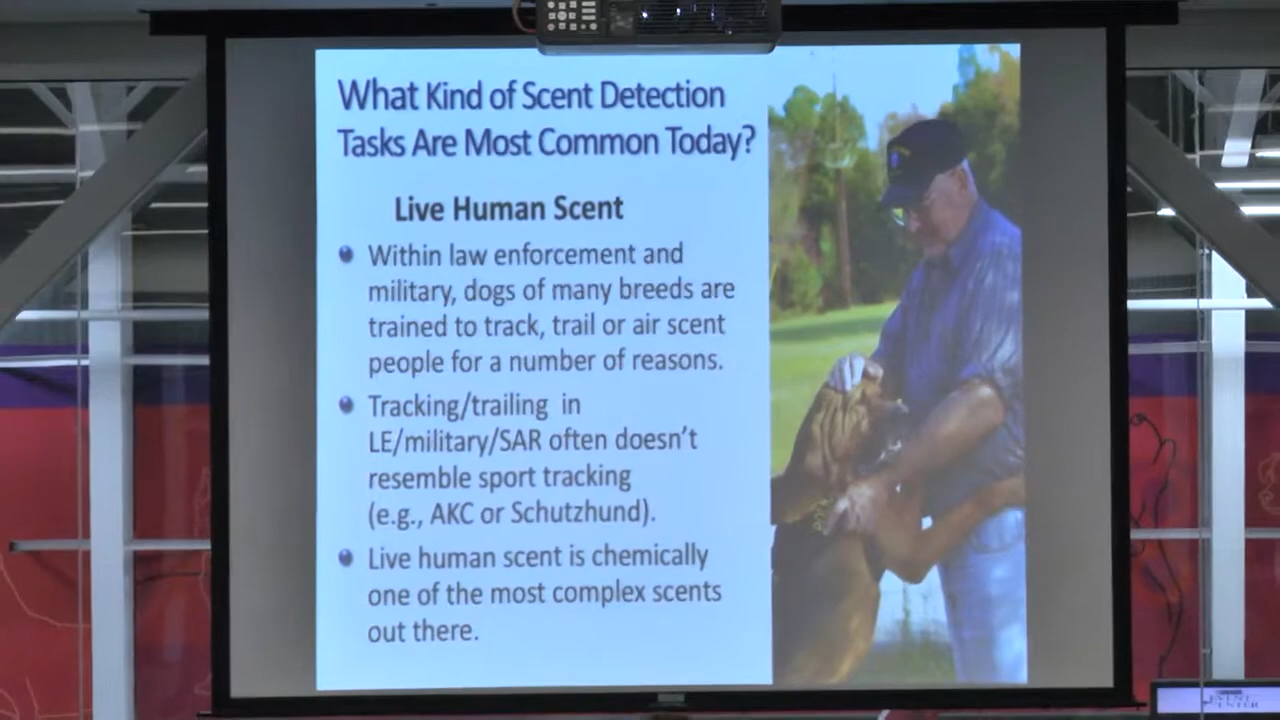 What Kind of Scent Detection
Tasks Are Most Common Today?
Live Human Scent
Within law enforcement and
military, dogs of many breeds are
trained to track, trail or air scent
people for a number of reasons.
Tracking/trailing in
LE/military/SAR often doesn't
resemble sport tracking
(e.g., AKC or Schutzhund).
Live human scent is chemically
one of the most complex scents
out there.
EVENT
CENTER